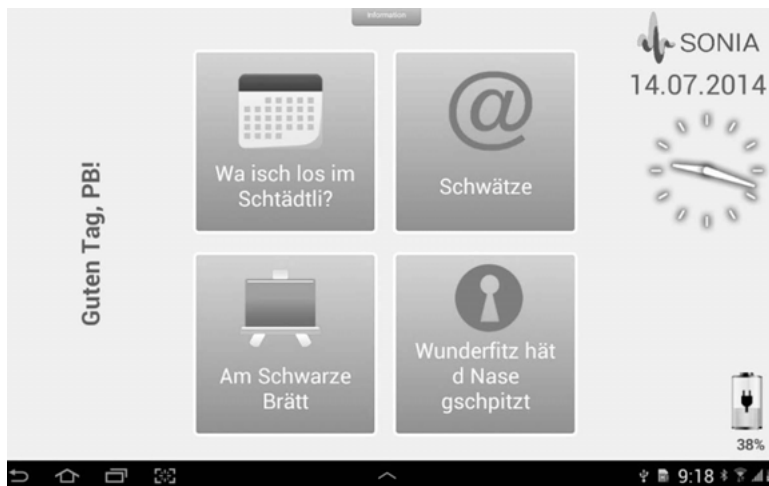 Information
SONIA
14.07.2014
Guten Tag, PB!
Wa isch los im
Schtädtli?
Schwätze
Am Schwarze
Brätt
Wunderfitz hät
d Nase
gschpitzt
38%
9:18